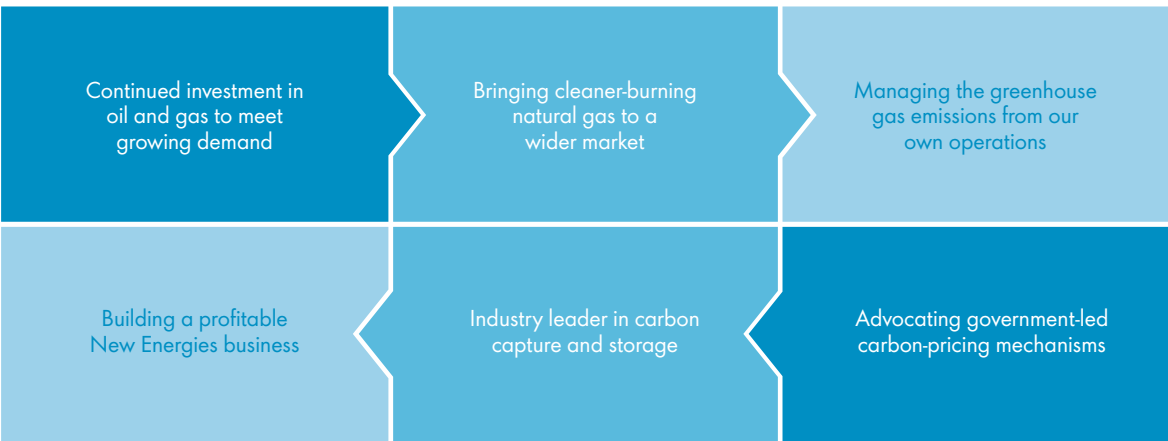 Continued investment in
oil and gas to meet
growing demand
Bringing cleaner-burning
natural gas to a
wider market
Managing the greenhouse
gas emissions from our
own operations
Building a profitable
New Energies business
Industry leader in carbon
capture and storage
Advocating government-led
carbon-pricing mechanisms